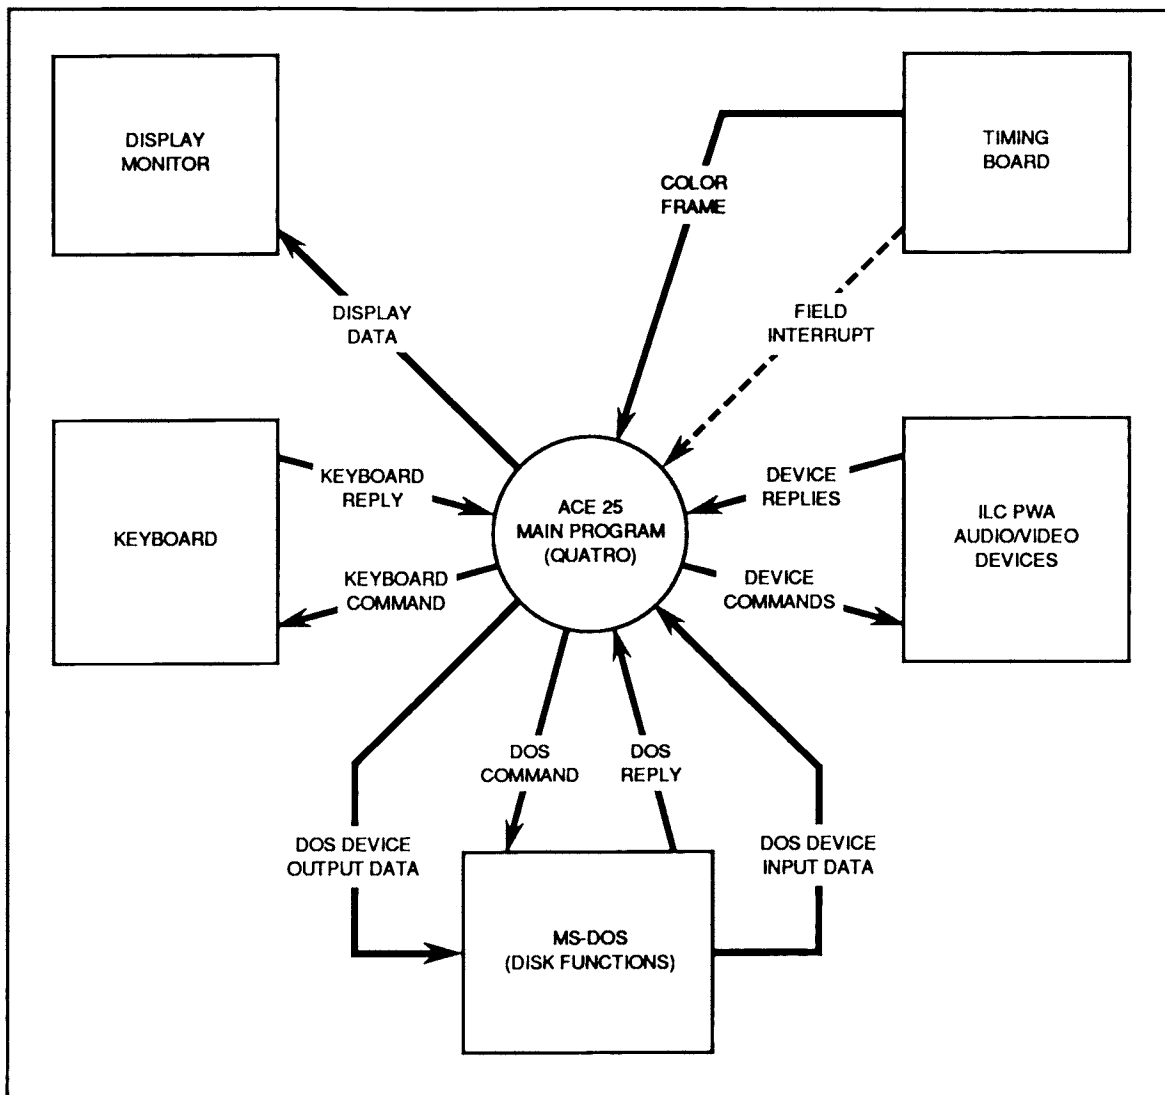 DISPLAY
MONITOR
TIMING
BOARD
COLOR
FRAME
DISPLAY
DATA
FIELD
INTERRUPT
KEYBOARD
KEYBOARD
REPLY
KEYBOARD
COMMAND
ACE 25
MAIN PROGRAM
(QUATRO)
DEVICE
REPLIES
DEVICE
COMMANDS
ILC PWA
AUDIO/VIDEO
DEVICES
DOS
COMMAND
DOS
REPLY
DOS DEVICE
OUTPUT DATA
DOS DEVICE
INPUT DATA
MS-DOS
(DISK FUNCTIONS)